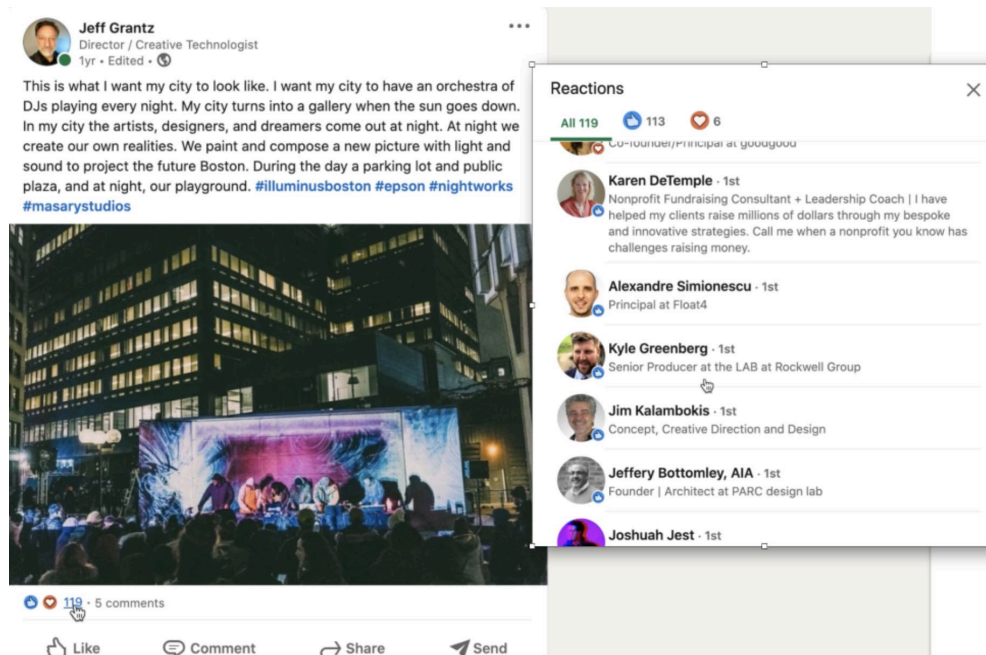 Jeff Grantz
Director / Creative Technologist
1yr • Edited •
This is what I want my city to look like. I want my city to have an orchestra of
DJs playing every night. My city turns into a gallery when the sun goes down.
In my city the artists, designers, and dreamers come out at night. At night we
create our own realities. We paint and compose a new picture with light and
sound to project the future Boston. During the day a parking lot and public
plaza, and at night, our playground. #illuminusboston #epson #nightworks
#masarystudios
119 · 5 comments
Like Comment Share Send
Reactions
All 119 113 6
Co-founder/Principal at goodgood
Karen DeTemple · 1st
Nonprofit Fundraising Consultant + Leadership Coach | I have
helped my clients raise millions of dollars through my bespoke
and innovative strategies. Call me when a nonprofit you know has
challenges raising money.
Alexandre Simionescu · 1st
Principal at Float4
Kyle Greenberg · 1st
Senior Producer at the LAB at Rockwell Group
Jim Kalambokis · 1st
Concept, Creative Direction and Design
Jeffery Bottomley, AIA · 1st
Founder | Architect at PARC design lab
Joshuah Jest · 1st